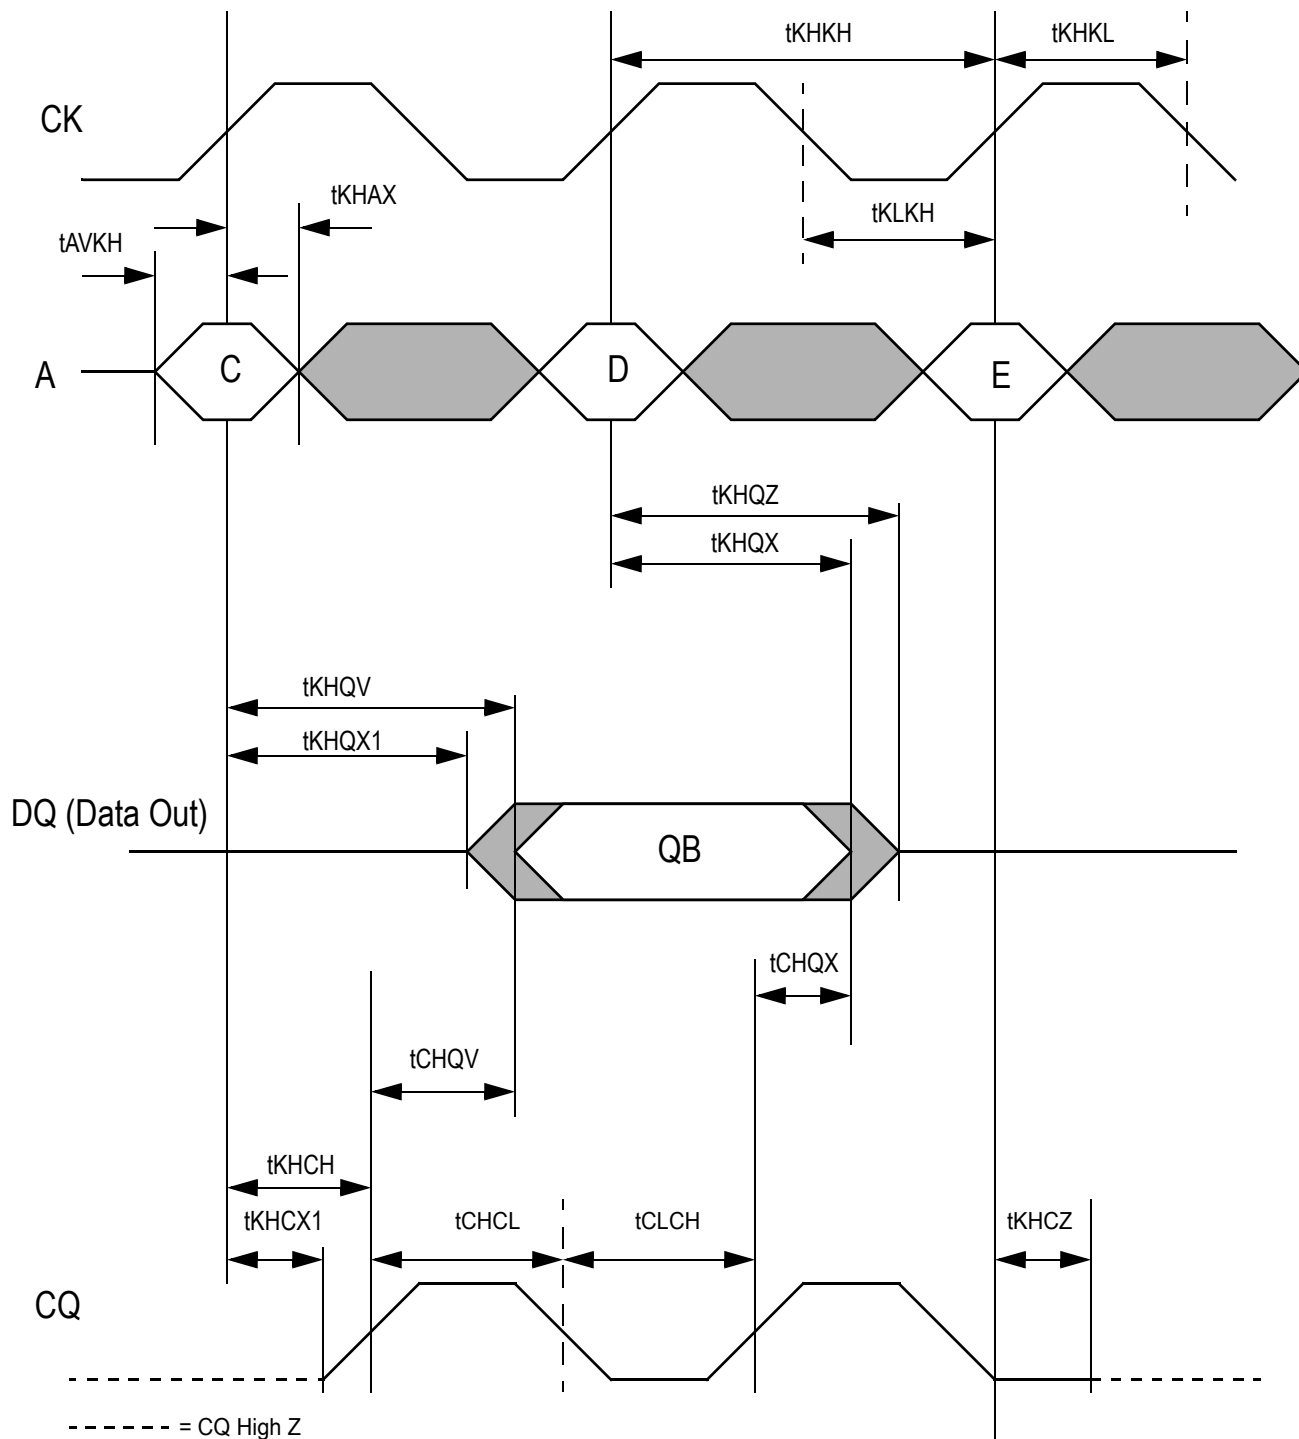 tKHKH
tKHKL
CK
tKHAX
tKLKH
tAVKH
A
C
D
E
tKHQZ
tKHQX
tKHQV
tKHQX1
DQ (Data Out)
QB
tCHQX
tCHQV
tKHCH
tKHCX1
tCHCL
tCLCH
tKHCZ
CQ
= CQ High Z